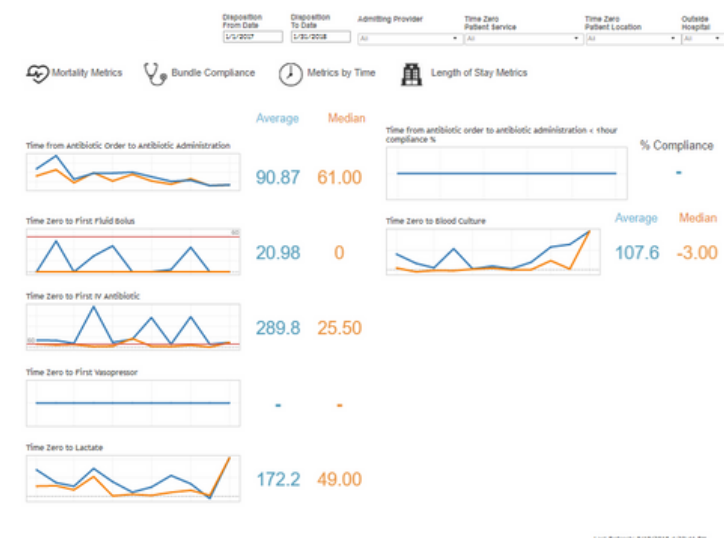 Disposition From Date
Disposition To Date
Admitting Provider
Time Zero Patient Service
Time Zero Patient Location
Outside Hospital
1/1/2017
1/31/2018
All
All
All
All
Mortality Metrics
Bundle Compliance
Metrics by Time
Length of Stay Metrics
Average Median
Time from Antibiotic Order to Antibiotic Administration
90.87 61.00
Time from antibiotic order to antibiotic administration < 1hour
compliance %
% Compliance
-
Time Zero to First Fluid Bolus
60
20.98 0
Time Zero to Blood Culture
Average Median
107.6 -3.00
Time Zero to First IV Antibiotic
60
289.8 25.50
Time Zero to First Vasopressor
- -
Time Zero to Lactate
172.2 49.00